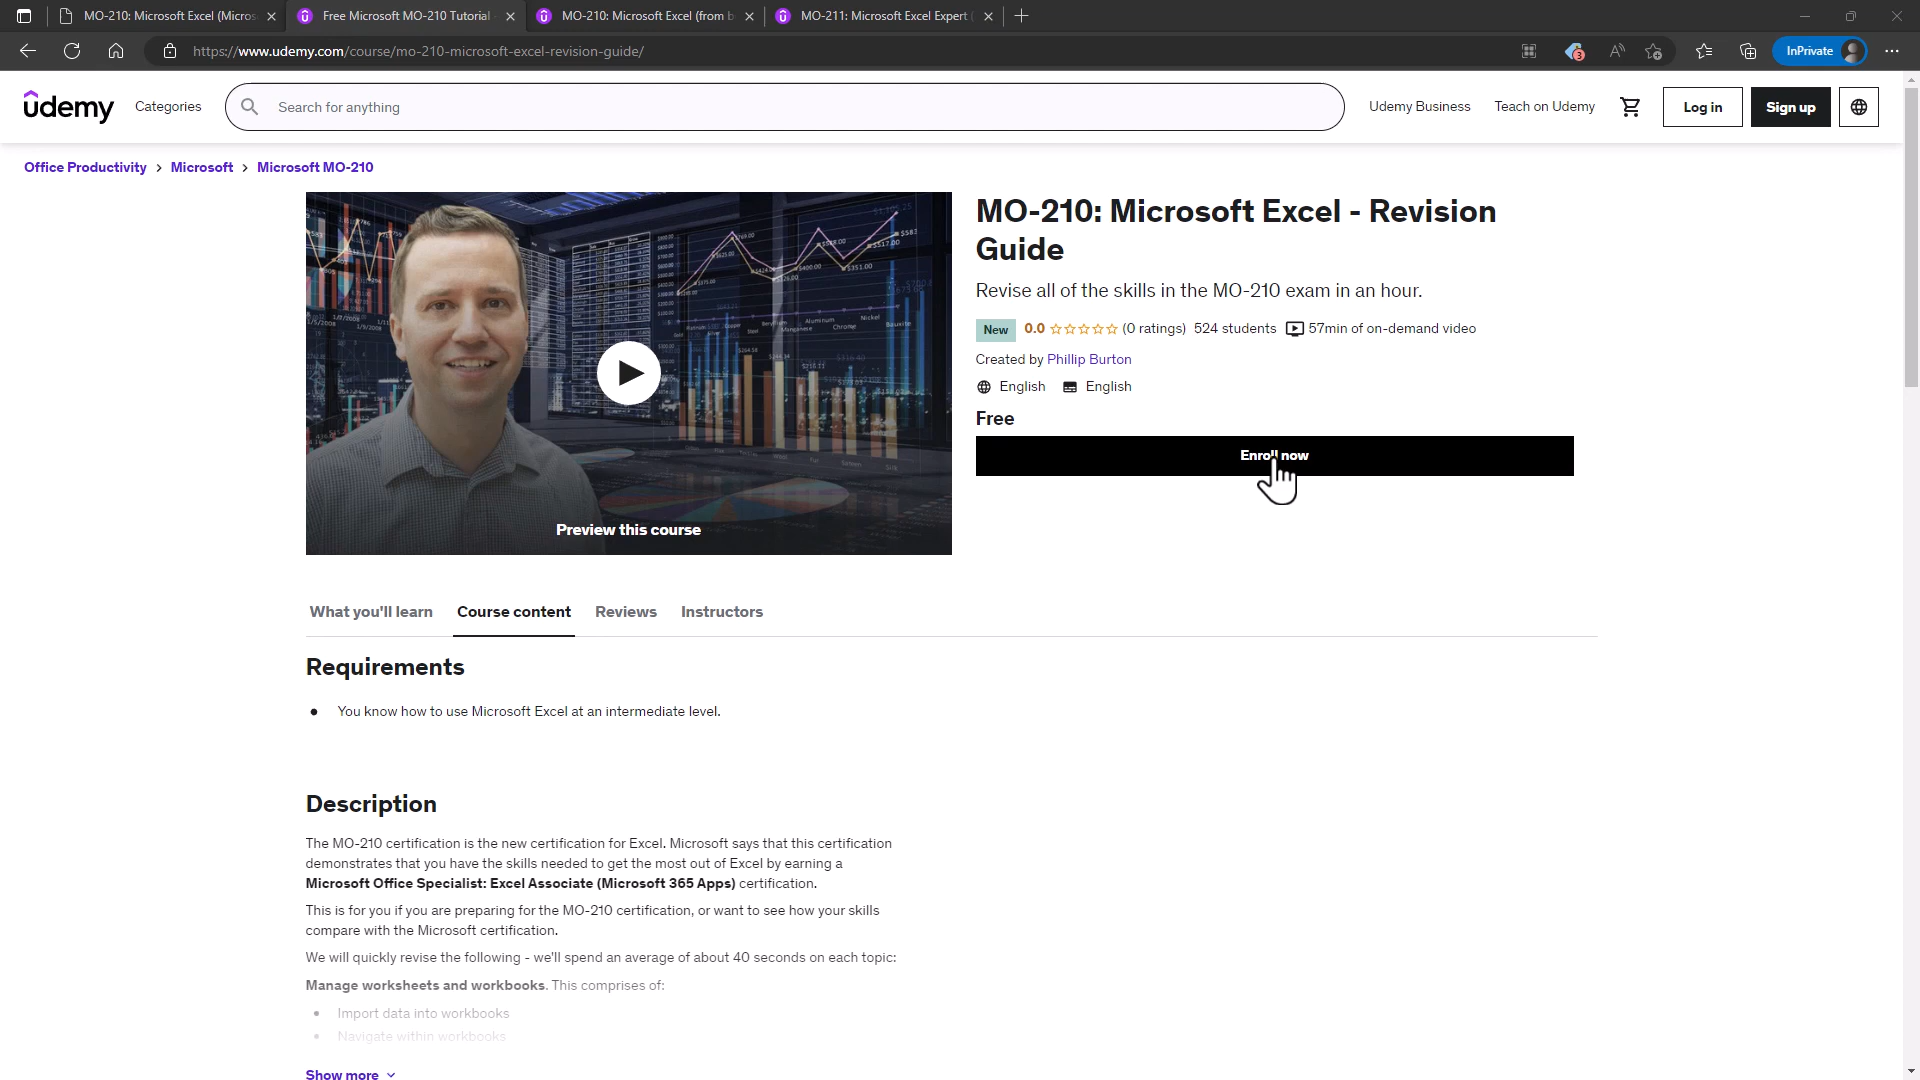 MO-210: Microsoft Excel (Micros
Free Microsoft MO-210 Tutorial
MO-210: Microsoft Excel (from b
MO-211: Microsoft Excel Expert (
https://www.udemy.com/course/mo-210-microsoft-excel-revision-guide/
3
InPrivate
udemy
Categories
Search for anything
Udemy Business
Teach on Udemy
Log in
Sign up
Office Productivity > Microsoft > Microsoft MO-210
MO-210: Microsoft Excel - Revision
Guide
Revise all of the skills in the MO-210 exam in an hour.
New 0.0 (0 ratings) 524 students 57min of on-demand video
Created by Phillip Burton
English English
Free
Enroll now
Preview this course
What you'll learn
Course content
Reviews
Instructors
Requirements
You know how to use Microsoft Excel at an intermediate level.
Description
The MO-210 certification is the new certification for Excel. Microsoft says that this certification
demonstrates that you have the skills needed to get the most out of Excel by earning a
Microsoft Office Specialist: Excel Associate (Microsoft 365 Apps) certification.
This is for you if you are preparing for the MO-210 certification, or want to see how your skills
compare with the Microsoft certification.
We will quickly revise the following - we'll spend an average of about 40 seconds on each topic:
Manage worksheets and workbooks. This comprises of:
• Import data into workbooks
• Navigate within workbooks
Show more